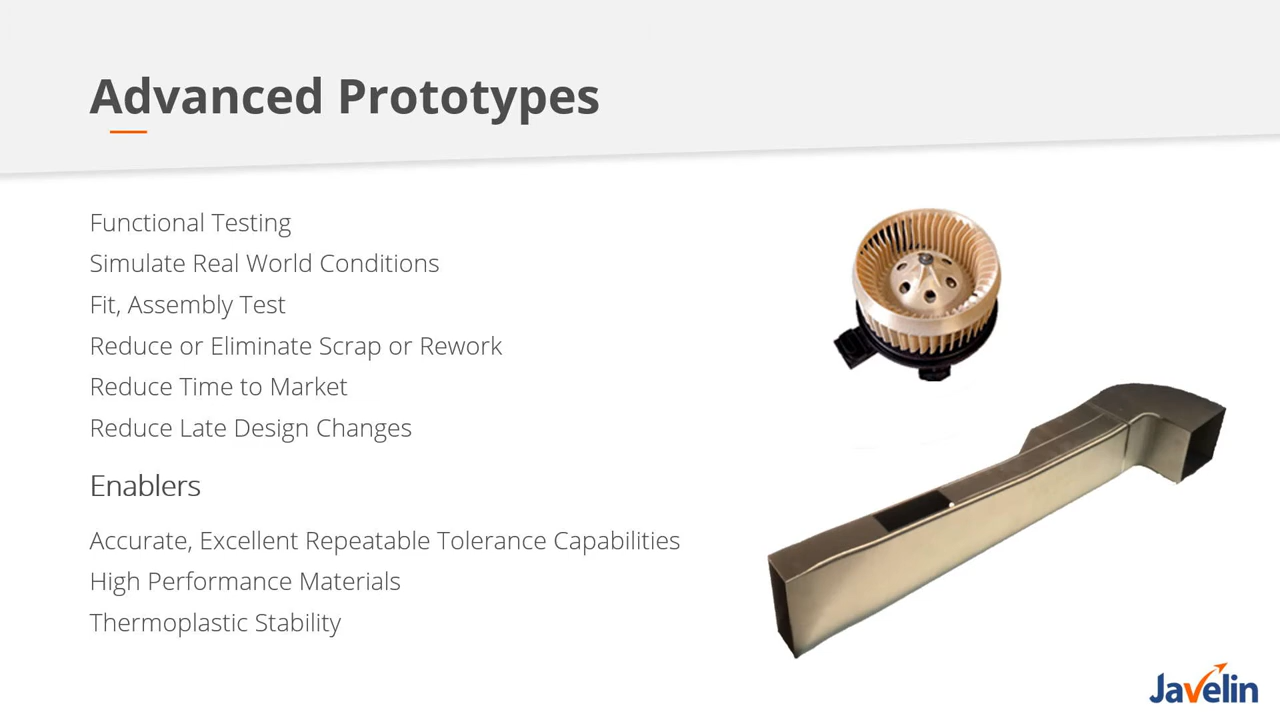 Advanced Prototypes
Functional Testing
Simulate Real World Conditions
Fit, Assembly Test
Reduce or Eliminate Scrap or Rework
Reduce Time to Market
Reduce Late Design Changes
Enablers
Accurate, Excellent Repeatable Tolerance Capabilities
High Performance Materials
Thermoplastic Stability
Javelin